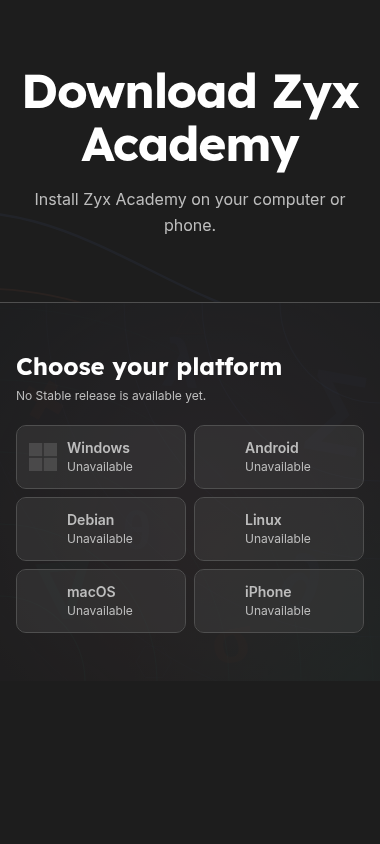 Download Zyx
Academy
Install Zyx Academy on your computer or
phone.
Choose your platform
No Stable release is available yet.
Windows
Unavailable
Android
Unavailable
Debian
Unavailable
Linux
Unavailable
macOS
Unavailable
iPhone
Unavailable